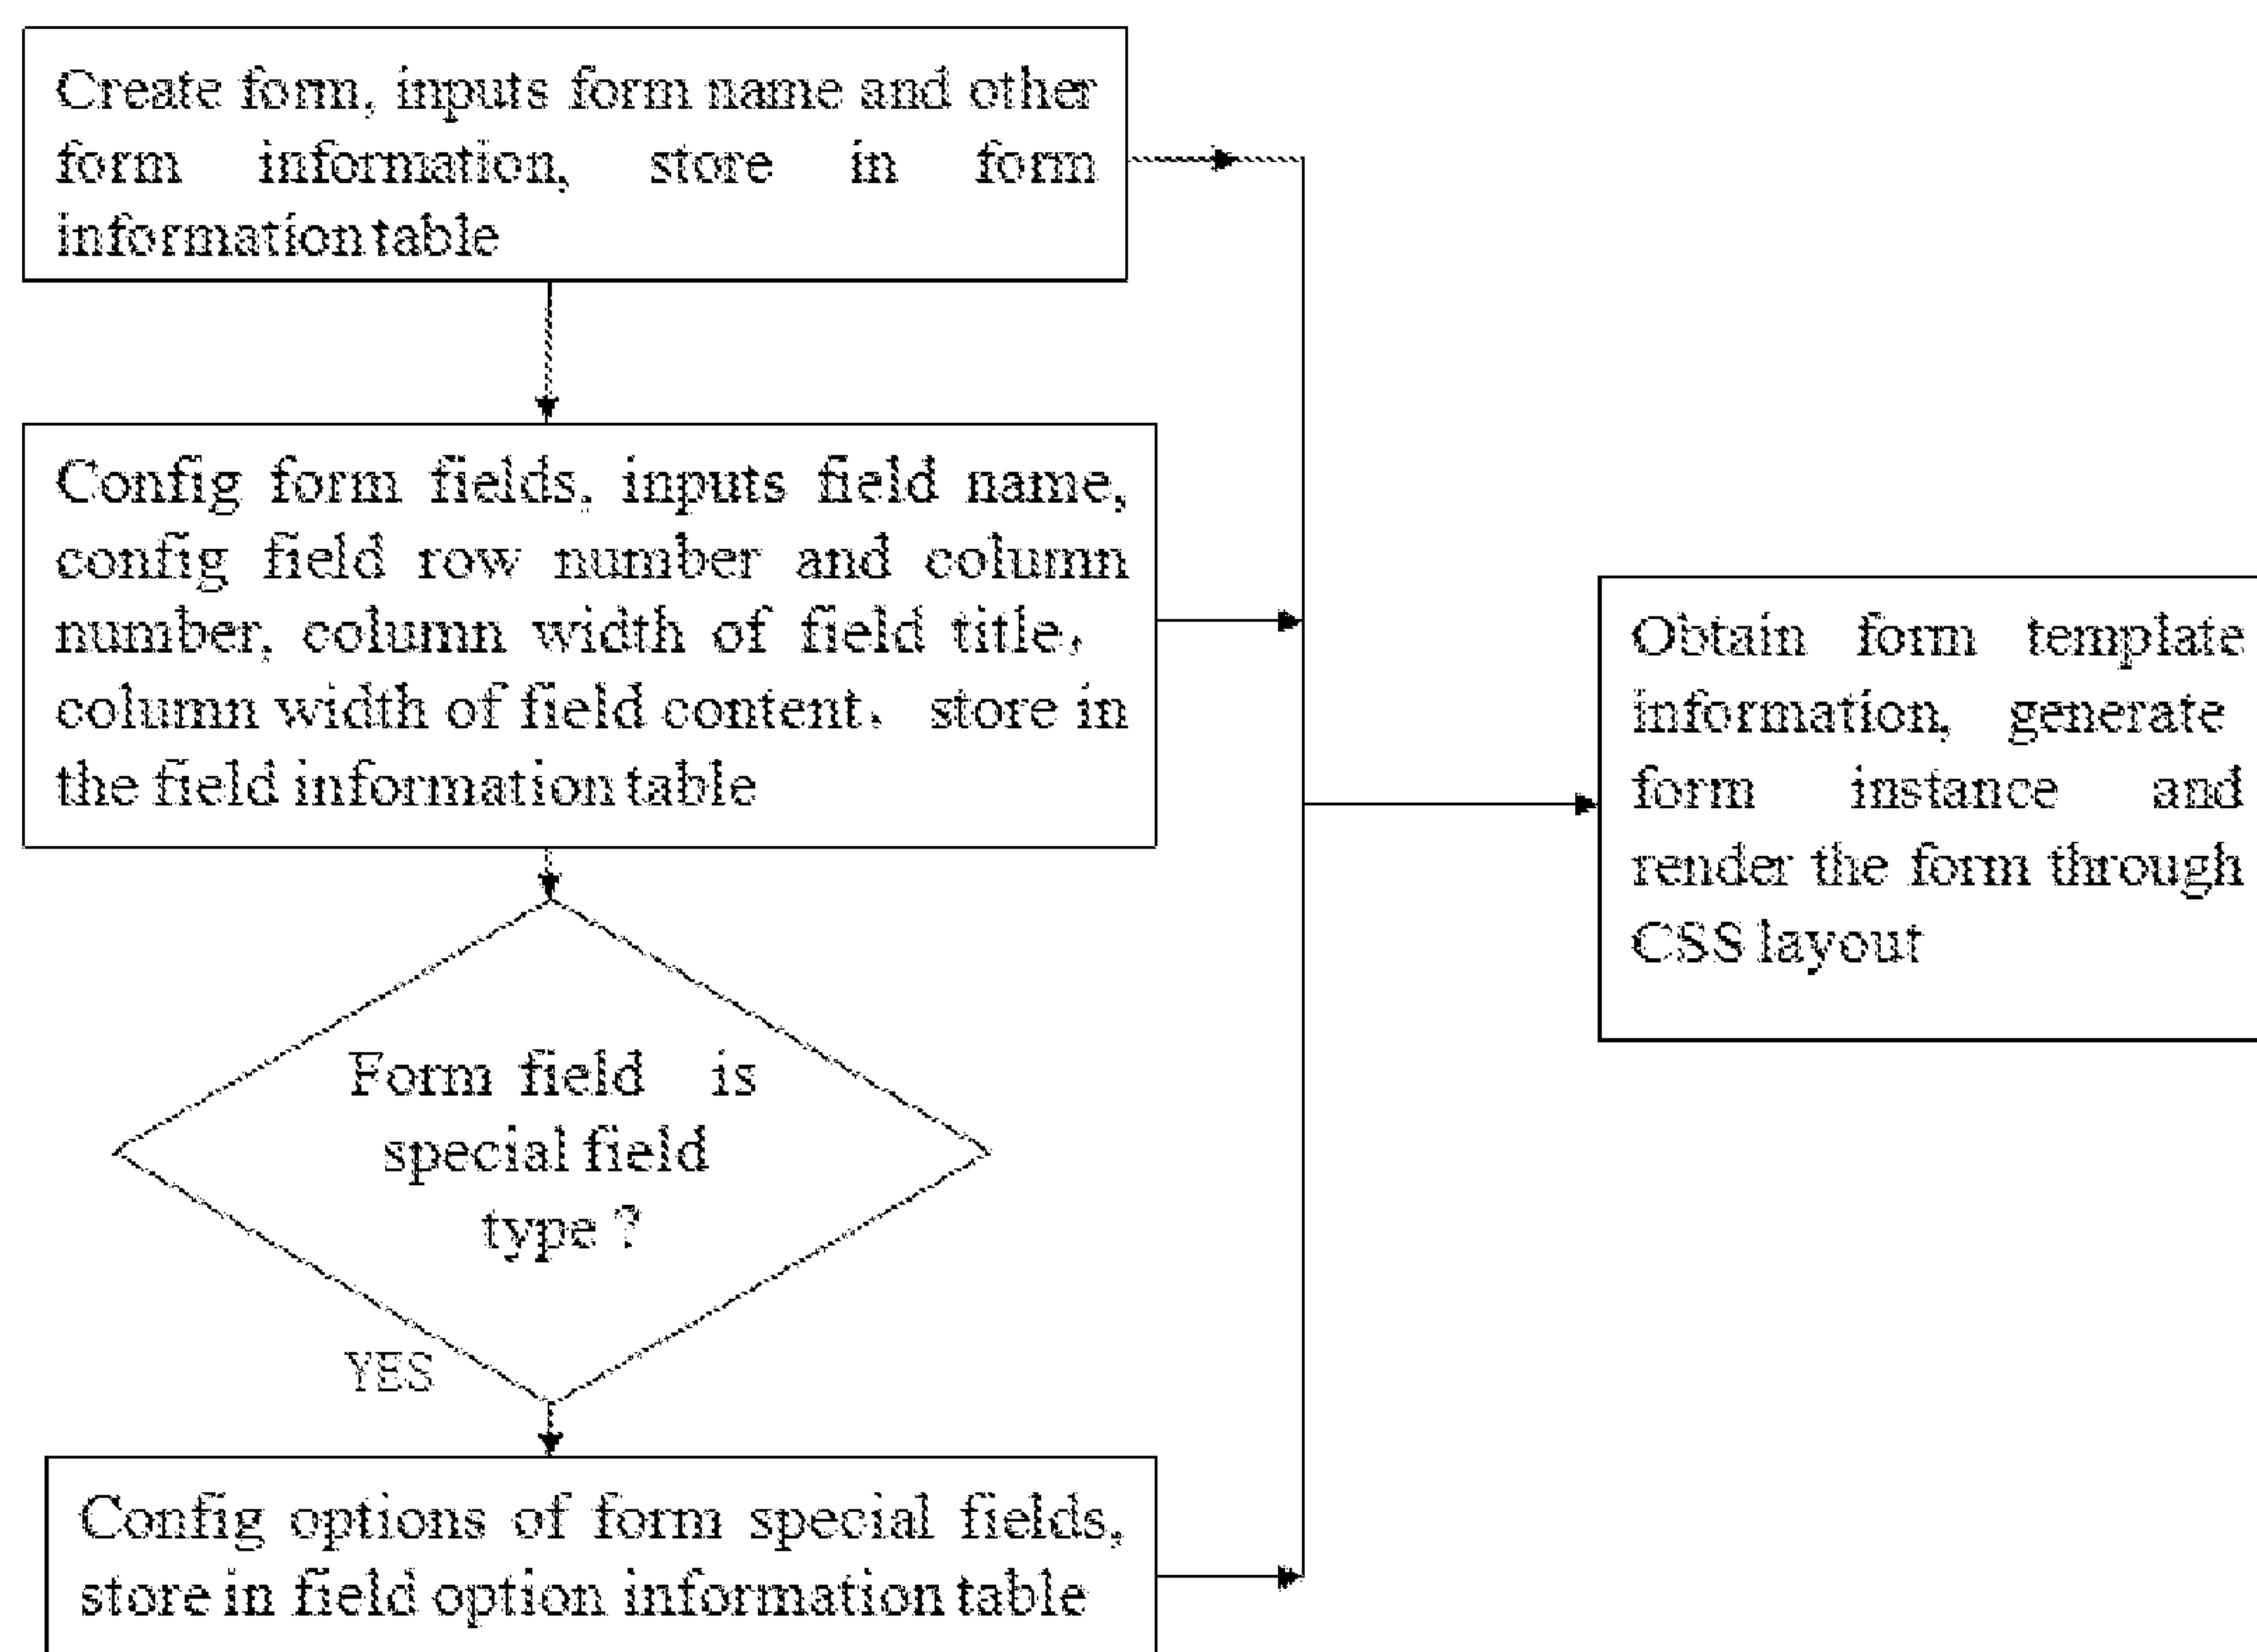 Create form, inputs form name and other
form information, store in form
information table
Config form fields, inputs field name,
config field row number and column
number, column width of field title，
column width of field content， store in
the field information table
Form field is
special field
type ?
YES
Config options of form special fields,
store in field option information table
Obtain form template
information, generate
form instance and
render the form through
CSS layout